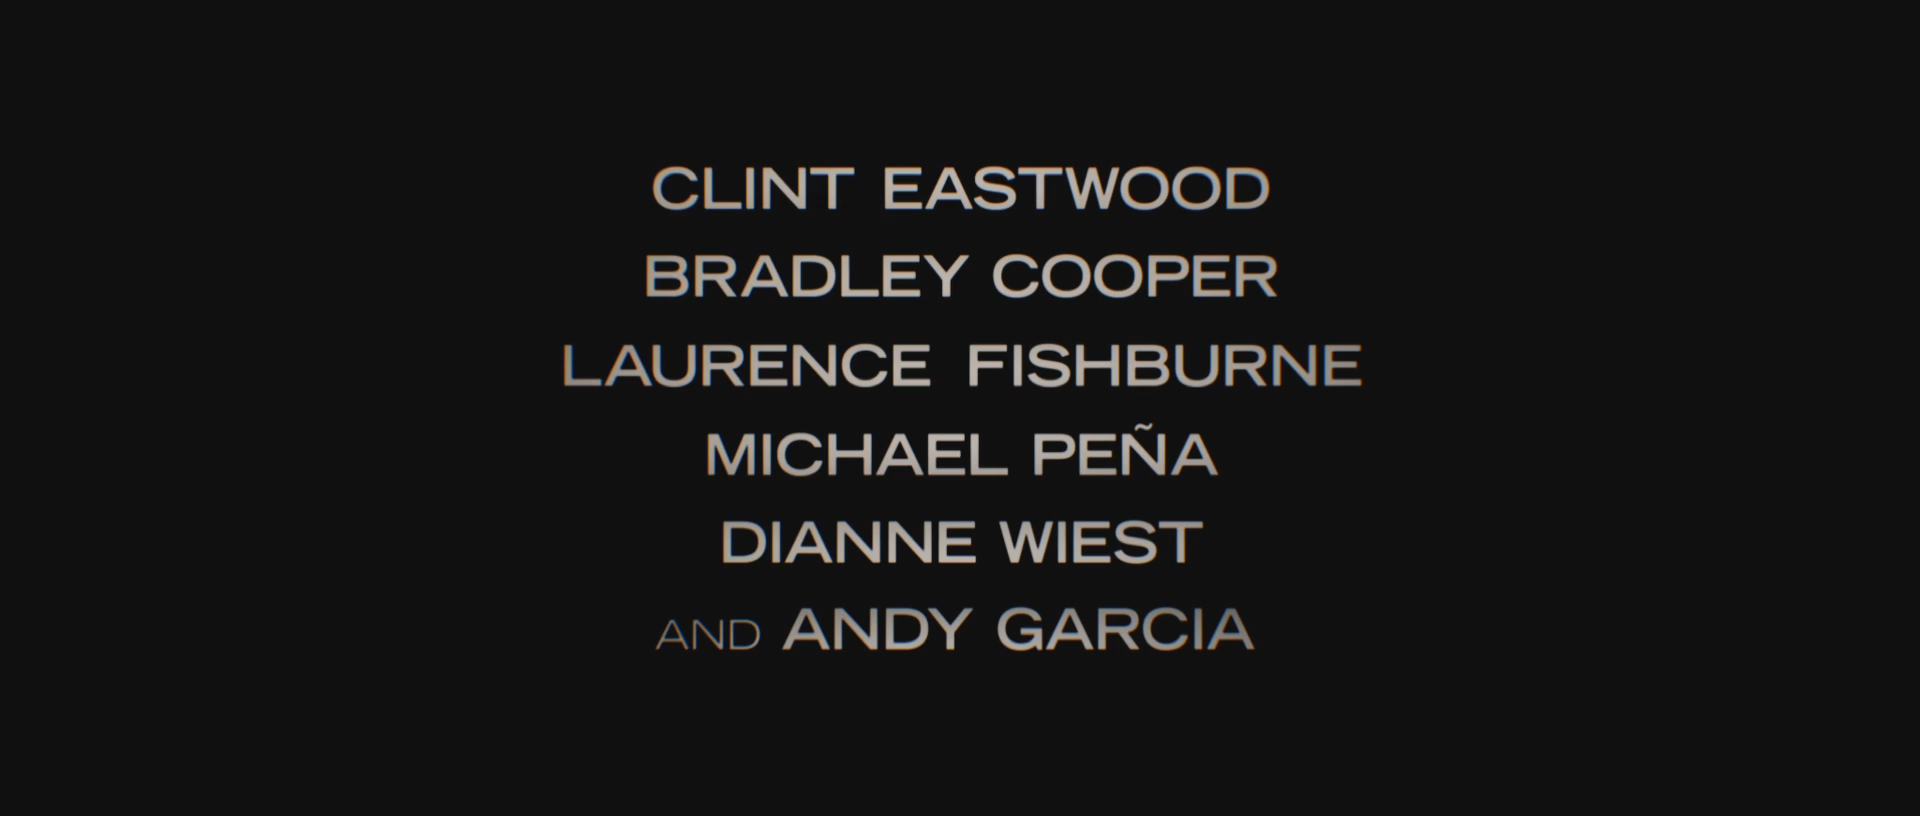 CLINT EASTWOOD
BRADLEY COOPER
LAURENCE FISHBURNE
MICHAEL PEÑA
DIANNE WIEST
AND ANDY GARCIA